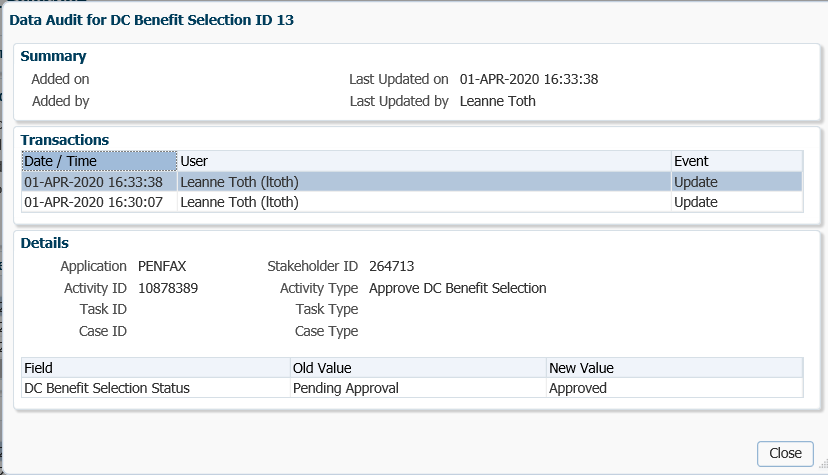 Data Audit for DC Benefit Selection ID 13
Summary
Added on Last Updated on 01-APR-2020 16:33:38
Added by Last Updated by Leanne Toth
Transactions
Date / Time User Event
01-APR-2020 16:33:38 Leanne Toth (ltoth) Update
01-APR-2020 16:30:07 Leanne Toth (ltoth) Update
Details
Application PENFAX Stakeholder ID 264713
Activity ID 10878389 Activity Type Approve DC Benefit Selection
Task ID Task Type
Case ID Case Type
Field Old Value New Value
DC Benefit Selection Status Pending Approval Approved
Close